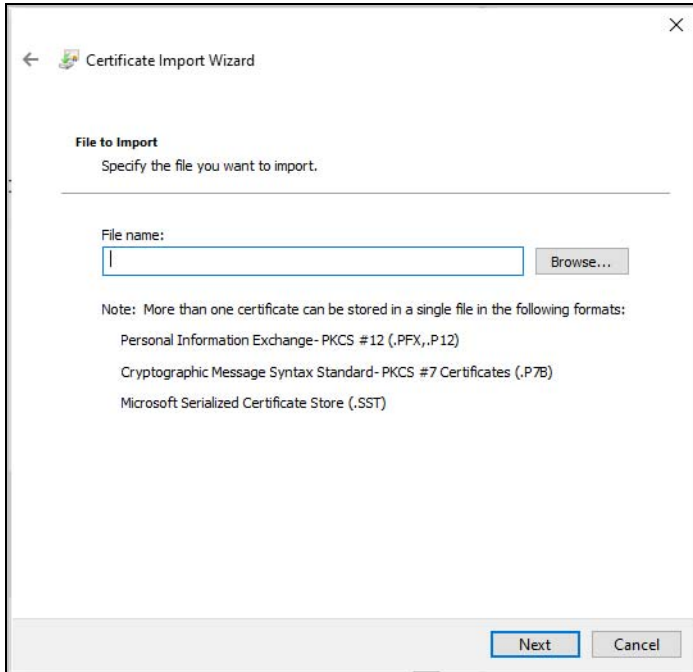 Certificate Import Wizard
File to Import
Specify the file you want to import.
File name:
Browse...
Note: More than one certificate can be stored in a single file in the following formats:
Personal Information Exchange- PKCS #12 (.PFX,.P12)
Cryptographic Message Syntax Standard- PKCS #7 Certificates (.P7B)
Microsoft Serialized Certificate Store (.SST)
Next
Cancel